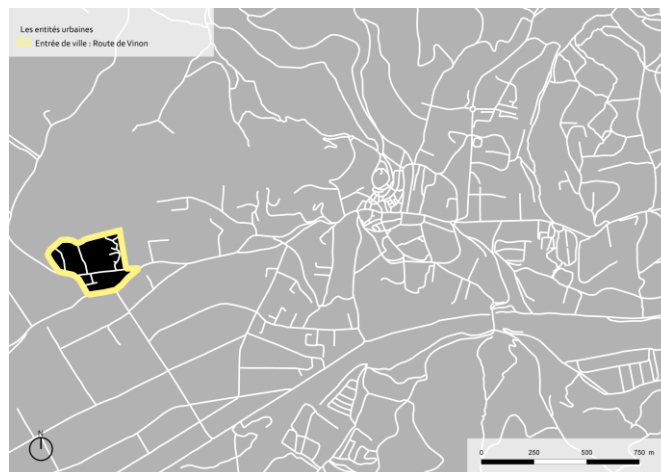 Les entités urbaines
Entrée de ville : Route de Vinon
N
0 250 500 750 m